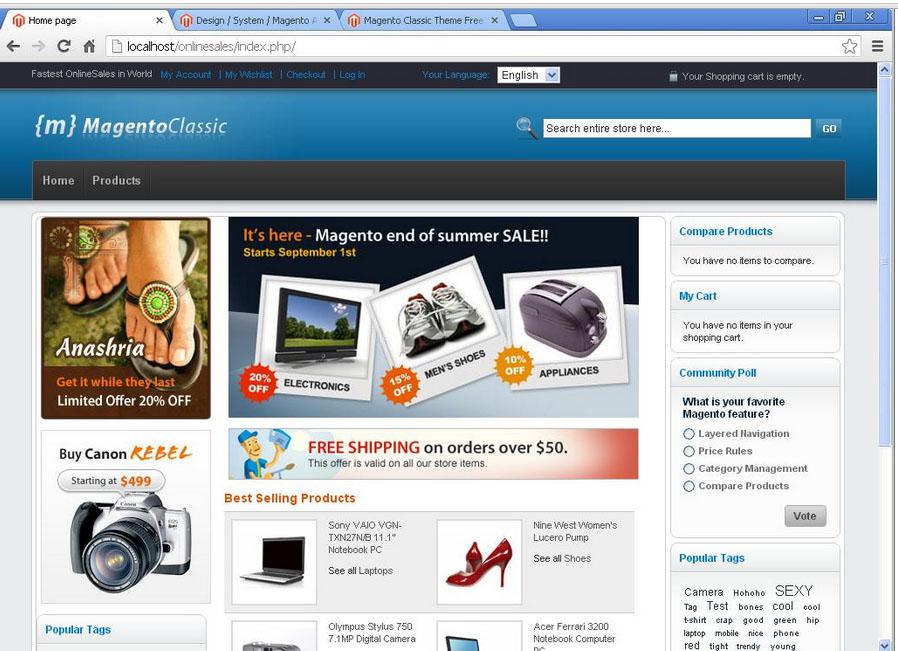 Home page
Design / System / Magento A
Magento Classic Theme Free
localhost/onlinesales/index.php/
Fastest OnlineSales in World My Account | My Wishlist | Checkout | Log In
Your Language: English
Your Shopping cart is empty.
{m} MagentoClassic
Search entire store here... GO
Home Products
Anashria
Get it while they last
Limited Offer 20% OFF
Buy Canon REBEL
Starting at $499
Canon
Popular Tags
It's here - Magento end of summer SALE!!
Starts September 1st
20% OFF
ELECTRONICS
15% OFF
MEN'S SHOES
10% OFF
APPLIANCES
FREE SHIPPING on orders over $50.
This offer is valid on all our store items.
Best Selling Products
Sony VAIO VGN-
TXN27N/B 11.1"
Notebook PC
See all Laptops
Nine West Women's
Lucero Pump
See all Shoes
Olympus Stylus 750
7.1MP Digital Camera
Acer Ferrari 3200
Notebook Computer
PC
Compare Products
You have no items to compare.
My Cart
You have no items in your
shopping cart.
Community Poll
What is your favorite
Magento feature?
Layered Navigation
Price Rules
Category Management
Compare Products
Vote
Popular Tags
Camera Hohoho SEXY
Tag Test bones cool cool
t-shirt crap good green hip
laptop mobile nice phone
red tight trendy young